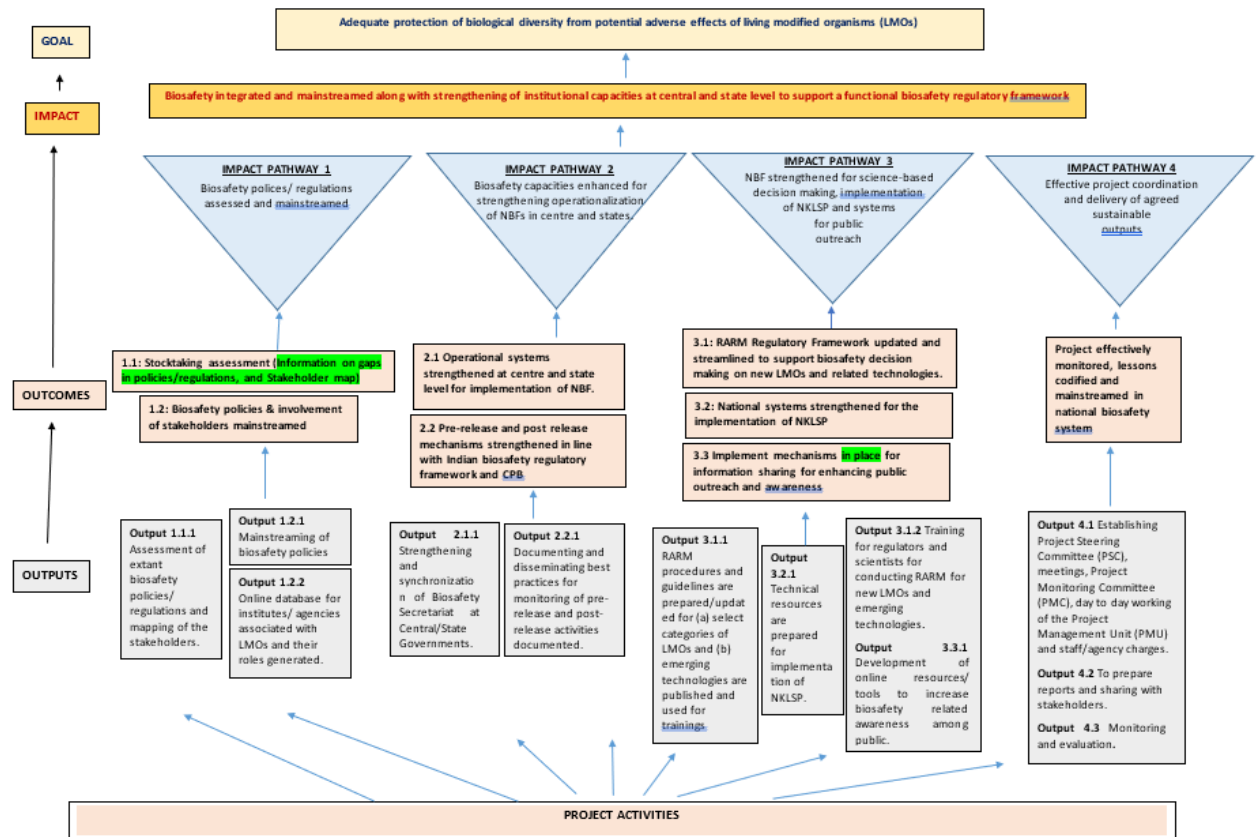 Adequate protection of biological diversity from potential adverse effects of living modified organisms (LMOs)
GOAL
Biosafety integrated and mainstreamed along with strengthening of institutional capacities at central and state level to support a functional biosafety regulatory framework
IMPACT
IMPACT PATHWAY 1
Biosafety polices/ regulations
assessed and mainstreamed
IMPACT PATHWAY 2
Biosafety capacities enhanced for
strengthening operationalization
of NBFs in centre and states.
IMPACT PATHWAY 3
NBF strengthened for science-based
decision making, implementation
of NKLSP and systems
for public
outreach
IMPACT PATHWAY 4
Effective project coordination
and delivery of agreed
sustainable
outputs
OUTCOMES
1.1: Stocktaking assessment (Information on gaps
in policies/regulations, and Stakeholder map)
1.2: Biosafety policies & involvement
of stakeholders mainstreamed
2.1 Operational systems
strengthened at centre and state
level for implementation of NBF.
2.2 Pre-release and post release
mechanisms strengthened in line
with Indian biosafety regulatory
framework and CPB
3.1: RARM Regulatory Framework updated and
streamlined to support biosafety decision
making on new LMOs and related technologies.
3.2: National systems strengthened for the
implementation of NKLSP
3.3 Implement mechanisms in place for
information sharing for enhancing public
outreach and awareness
Project effectively
monitored, lessons
codified and
mainstreamed in
national biosafety
system
OUTPUTS
Output 1.1.1
Assessment of
extant
biosafety
policies/
regulations and
mapping of the
stakeholders.
Output 1.2.1
Mainstreaming of
biosafety policies
Output 1.2.2
Online database for
institutes/ agencies
associated with
LMOs and their
roles generated.
Output 2.1.1
Strengthening
and
synchronizatio
n of Biosafety
Secretariat at
Central/State
Governments.
Output 2.2.1
Documenting and
disseminating best
practices for
monitoring of pre-
release and post-
release activities
documented.
Output 3.1.1
RARM
procedures and
guidelines are
prepared/updat
ed for (a) select
categories of
LMOs and (b)
emerging
technologies are
published and
used for
trainings
Output
3.2.1
Technical
resources
are
prepared
for
implementa
tion of
NKLSP.
Output 3.1.2 Training
for regulators and
scientists for
conducting RARM for
new LMOs and
emerging
technologies.
Output 3.3.1
Development of
online resources/
tools to increase
biosafety related
awareness among
public.
Output 4.1 Establishing
Project Steering
Committee (PSC),
meetings, Project
Monitoring Committee
(PMC), day to day working
of the Project
Management Unit (PMU)
and staff/agency charges.
Output 4.2 To prepare
reports and sharing with
stakeholders.
Output 4.3 Monitoring
and evaluation.
PROJECT ACTIVITIES